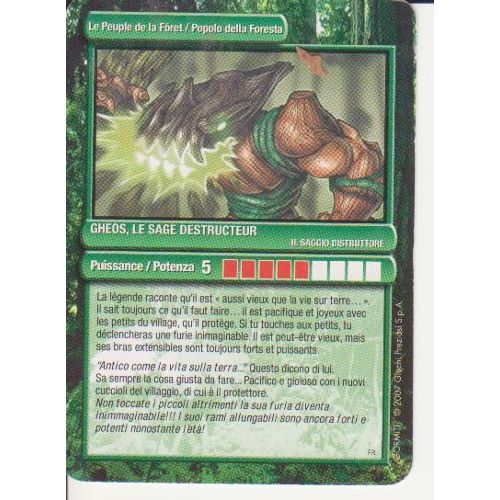 Le Peuple de la Fôret / Popolo della Foresta
GHEOS, LE SAGE DESTRUCTEUR
IL SAGGIO DISTRUTTORE
Puissance / Potenza 5
La légende raconte qu'il est « aussi vieux que la vie sur terre... ».
Il sait toujours ce qu'il faut faire... il est pacifique et joyeux avec
les petits du village, qu'il protège. Si tu touches aux petits, tu
déclencheras une furie inimaginable. Il est peut-être vieux, mais
ses bras extensibles sont toujours forts et puissants.
"Antico come la vita sulla terra..." Questo dicono di lui.
Sa sempre la cosa giusta da fare... Pacifico e gioioso con i nuovi
cuccioli del villaggio, di cui è il protettore.
Non toccate i piccoli altrimenti la sua furia diventa
inimmaginabile!!! I suoi rami allungabili sono ancora forti e
potenti nonostante l'età!
FR
GORMITI © 2007 Giochi Preziosi S.p.A.